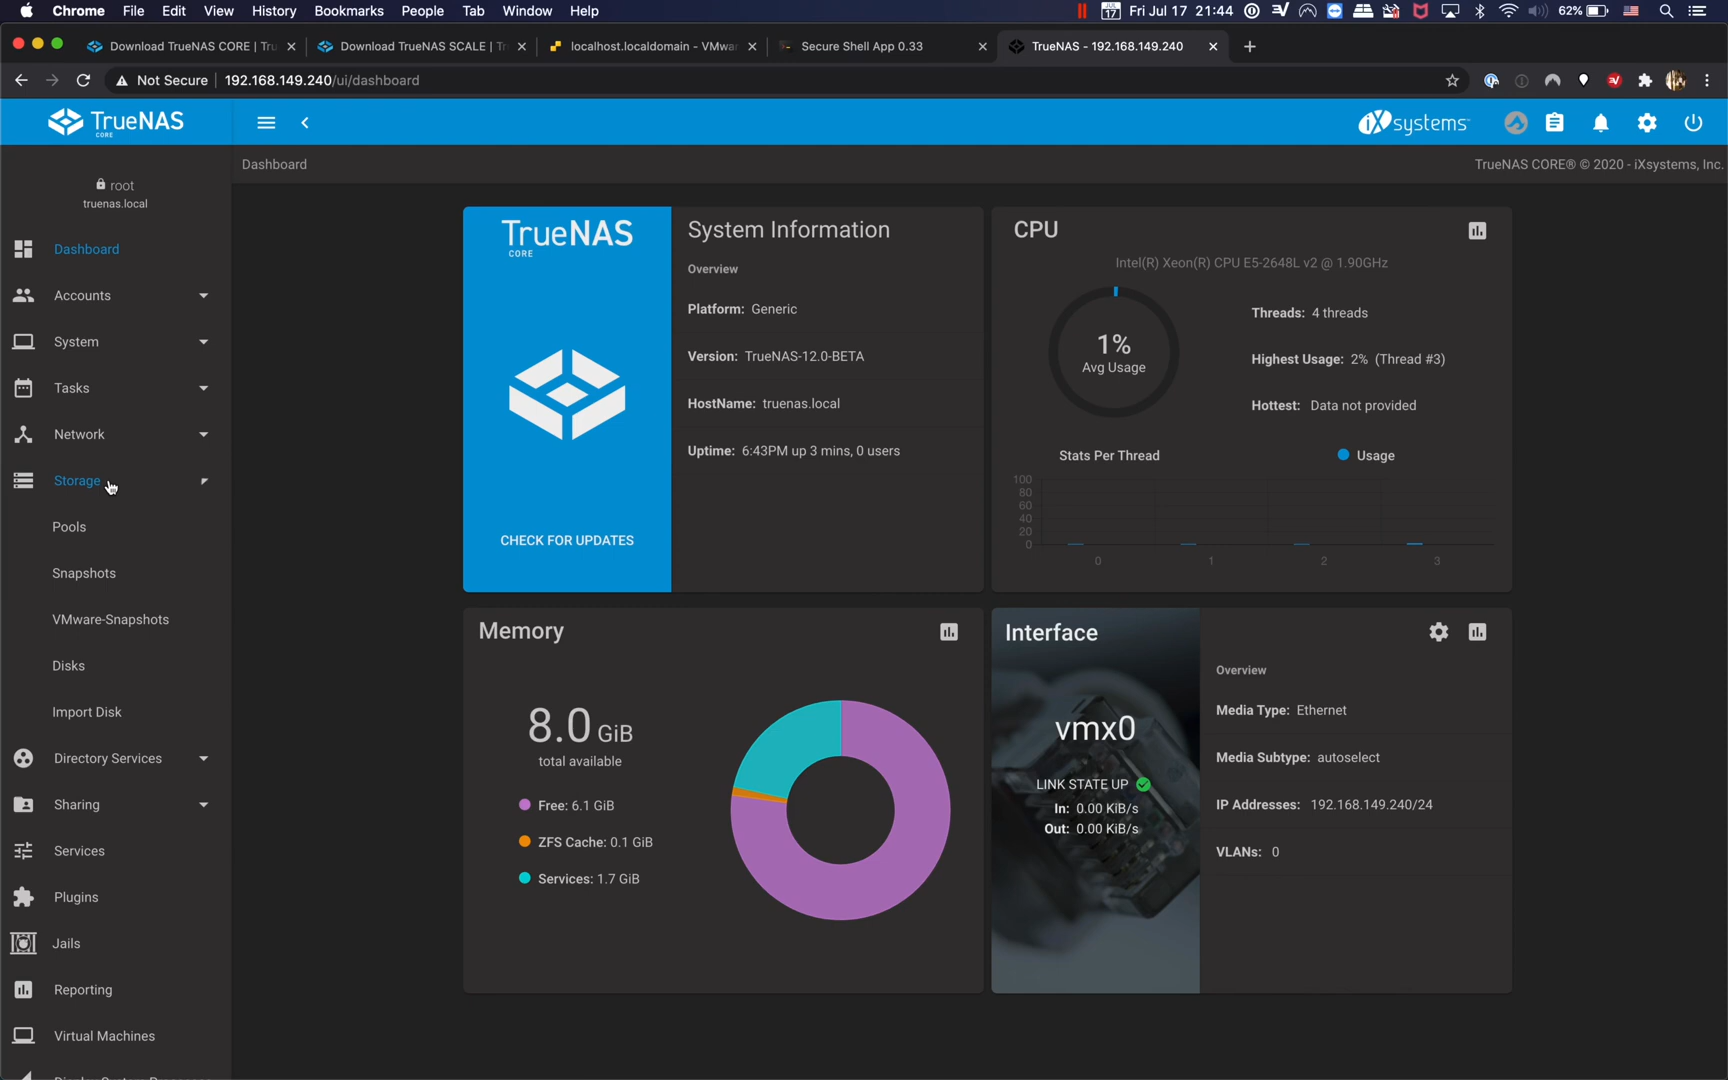 Chrome File Edit View History Bookmarks People Tab Window Help
JUL 17 Fri Jul 17 21:44 62%
Download TrueNAS CORE | Tru
Download TrueNAS SCALE | Tr
localhost.localdomain - VMwar
Secure Shell App 0.33
TrueNAS - 192.168.149.240
Not Secure 192.168.149.240/ui/dashboard
TrueNAS
CORE
iXsystems
Dashboard
TrueNAS CORE® © 2020 - iXsystems, Inc.
root
truenas.local
Dashboard
Accounts
System
Tasks
Network
Storage
Pools
Snapshots
VMware-Snapshots
Disks
Import Disk
Directory Services
Sharing
Services
Plugins
Jails
Reporting
Virtual Machines
TrueNAS
CORE
CHECK FOR UPDATES
System Information
Overview
Platform: Generic
Version: TrueNAS-12.0-BETA
HostName: truenas.local
Uptime: 6:43PM up 3 mins, 0 users
CPU
Intel(R) Xeon(R) CPU E5-2648L v2 @ 1.90GHz
1%
Avg Usage
Threads: 4 threads
Highest Usage: 2% (Thread #3)
Hottest: Data not provided
Stats Per Thread
Usage
100
80
60
40
20
0
0 1 2 3
Memory
8.0 GiB
total available
Free: 6.1 GiB
ZFS Cache: 0.1 GiB
Services: 1.7 GiB
Interface
vmx0
LINK STATE UP
In: 0.00 KiB/s
Out: 0.00 KiB/s
Overview
Media Type: Ethernet
Media Subtype: autoselect
IP Addresses: 192.168.149.240/24
VLANs: 0